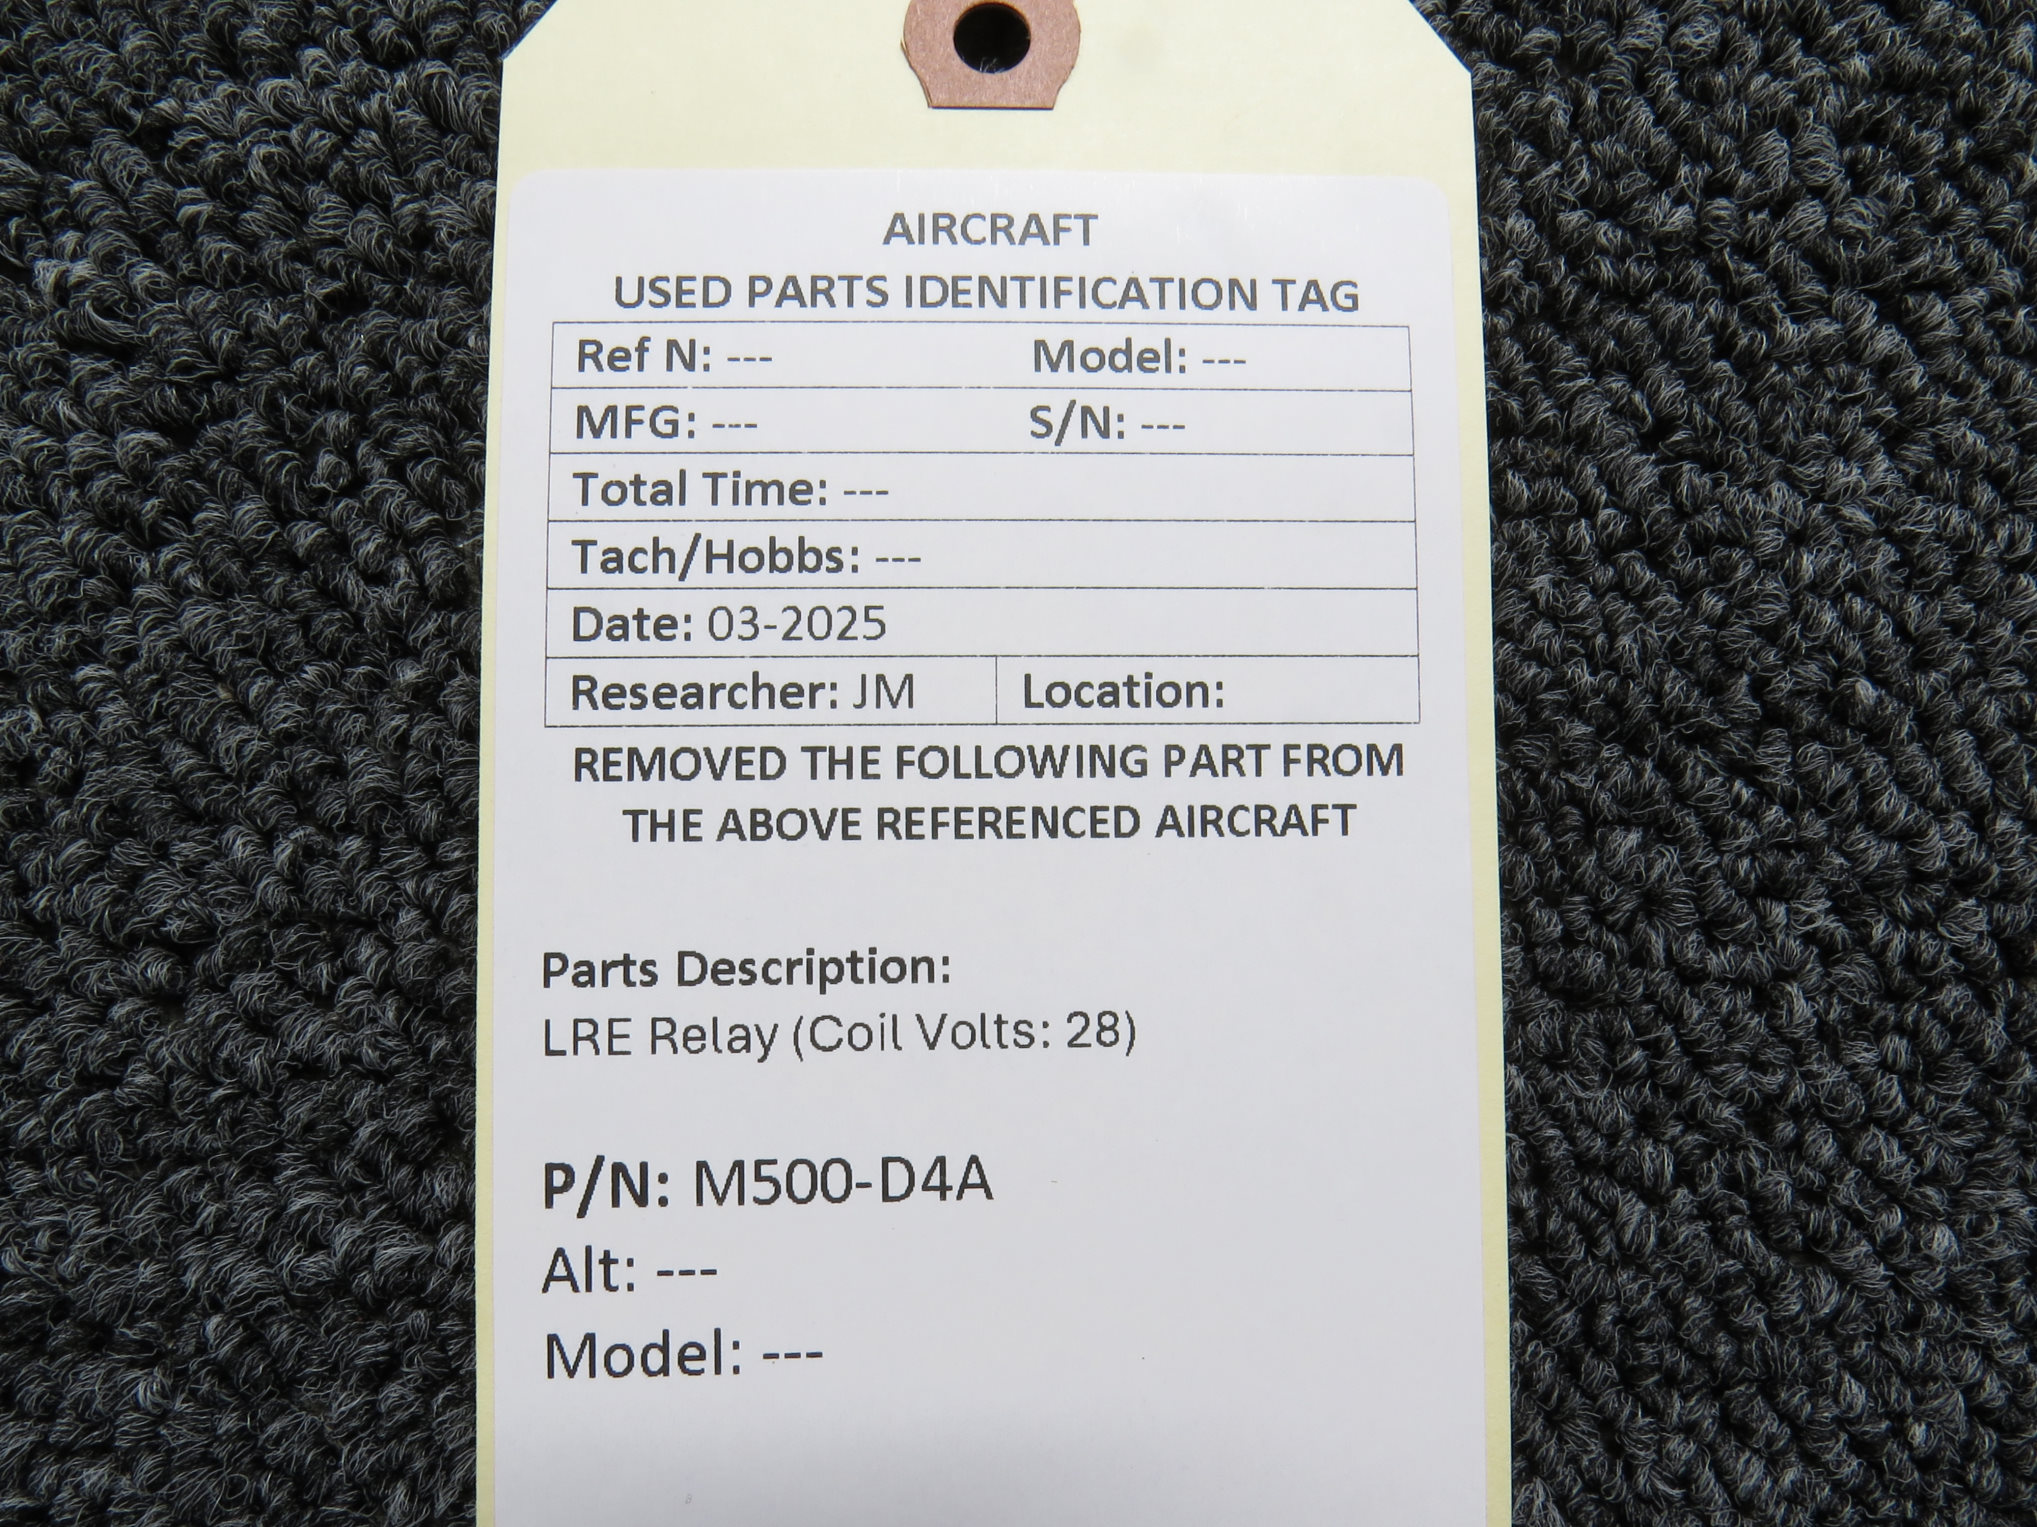 AIRCRAFT
USED PARTS IDENTIFICATION TAG
Ref N: --- Model: ---
MFG: --- S/N: ---
Total Time: ---
Tach/Hobbs: ---
Date: 03-2025
Researcher: JM Location:
REMOVED THE FOLLOWING PART FROM
THE ABOVE REFERENCED AIRCRAFT
Parts Description:
LRE Relay (Coil Volts: 28)
P/N: M500-D4A
Alt: ---
Model: ---